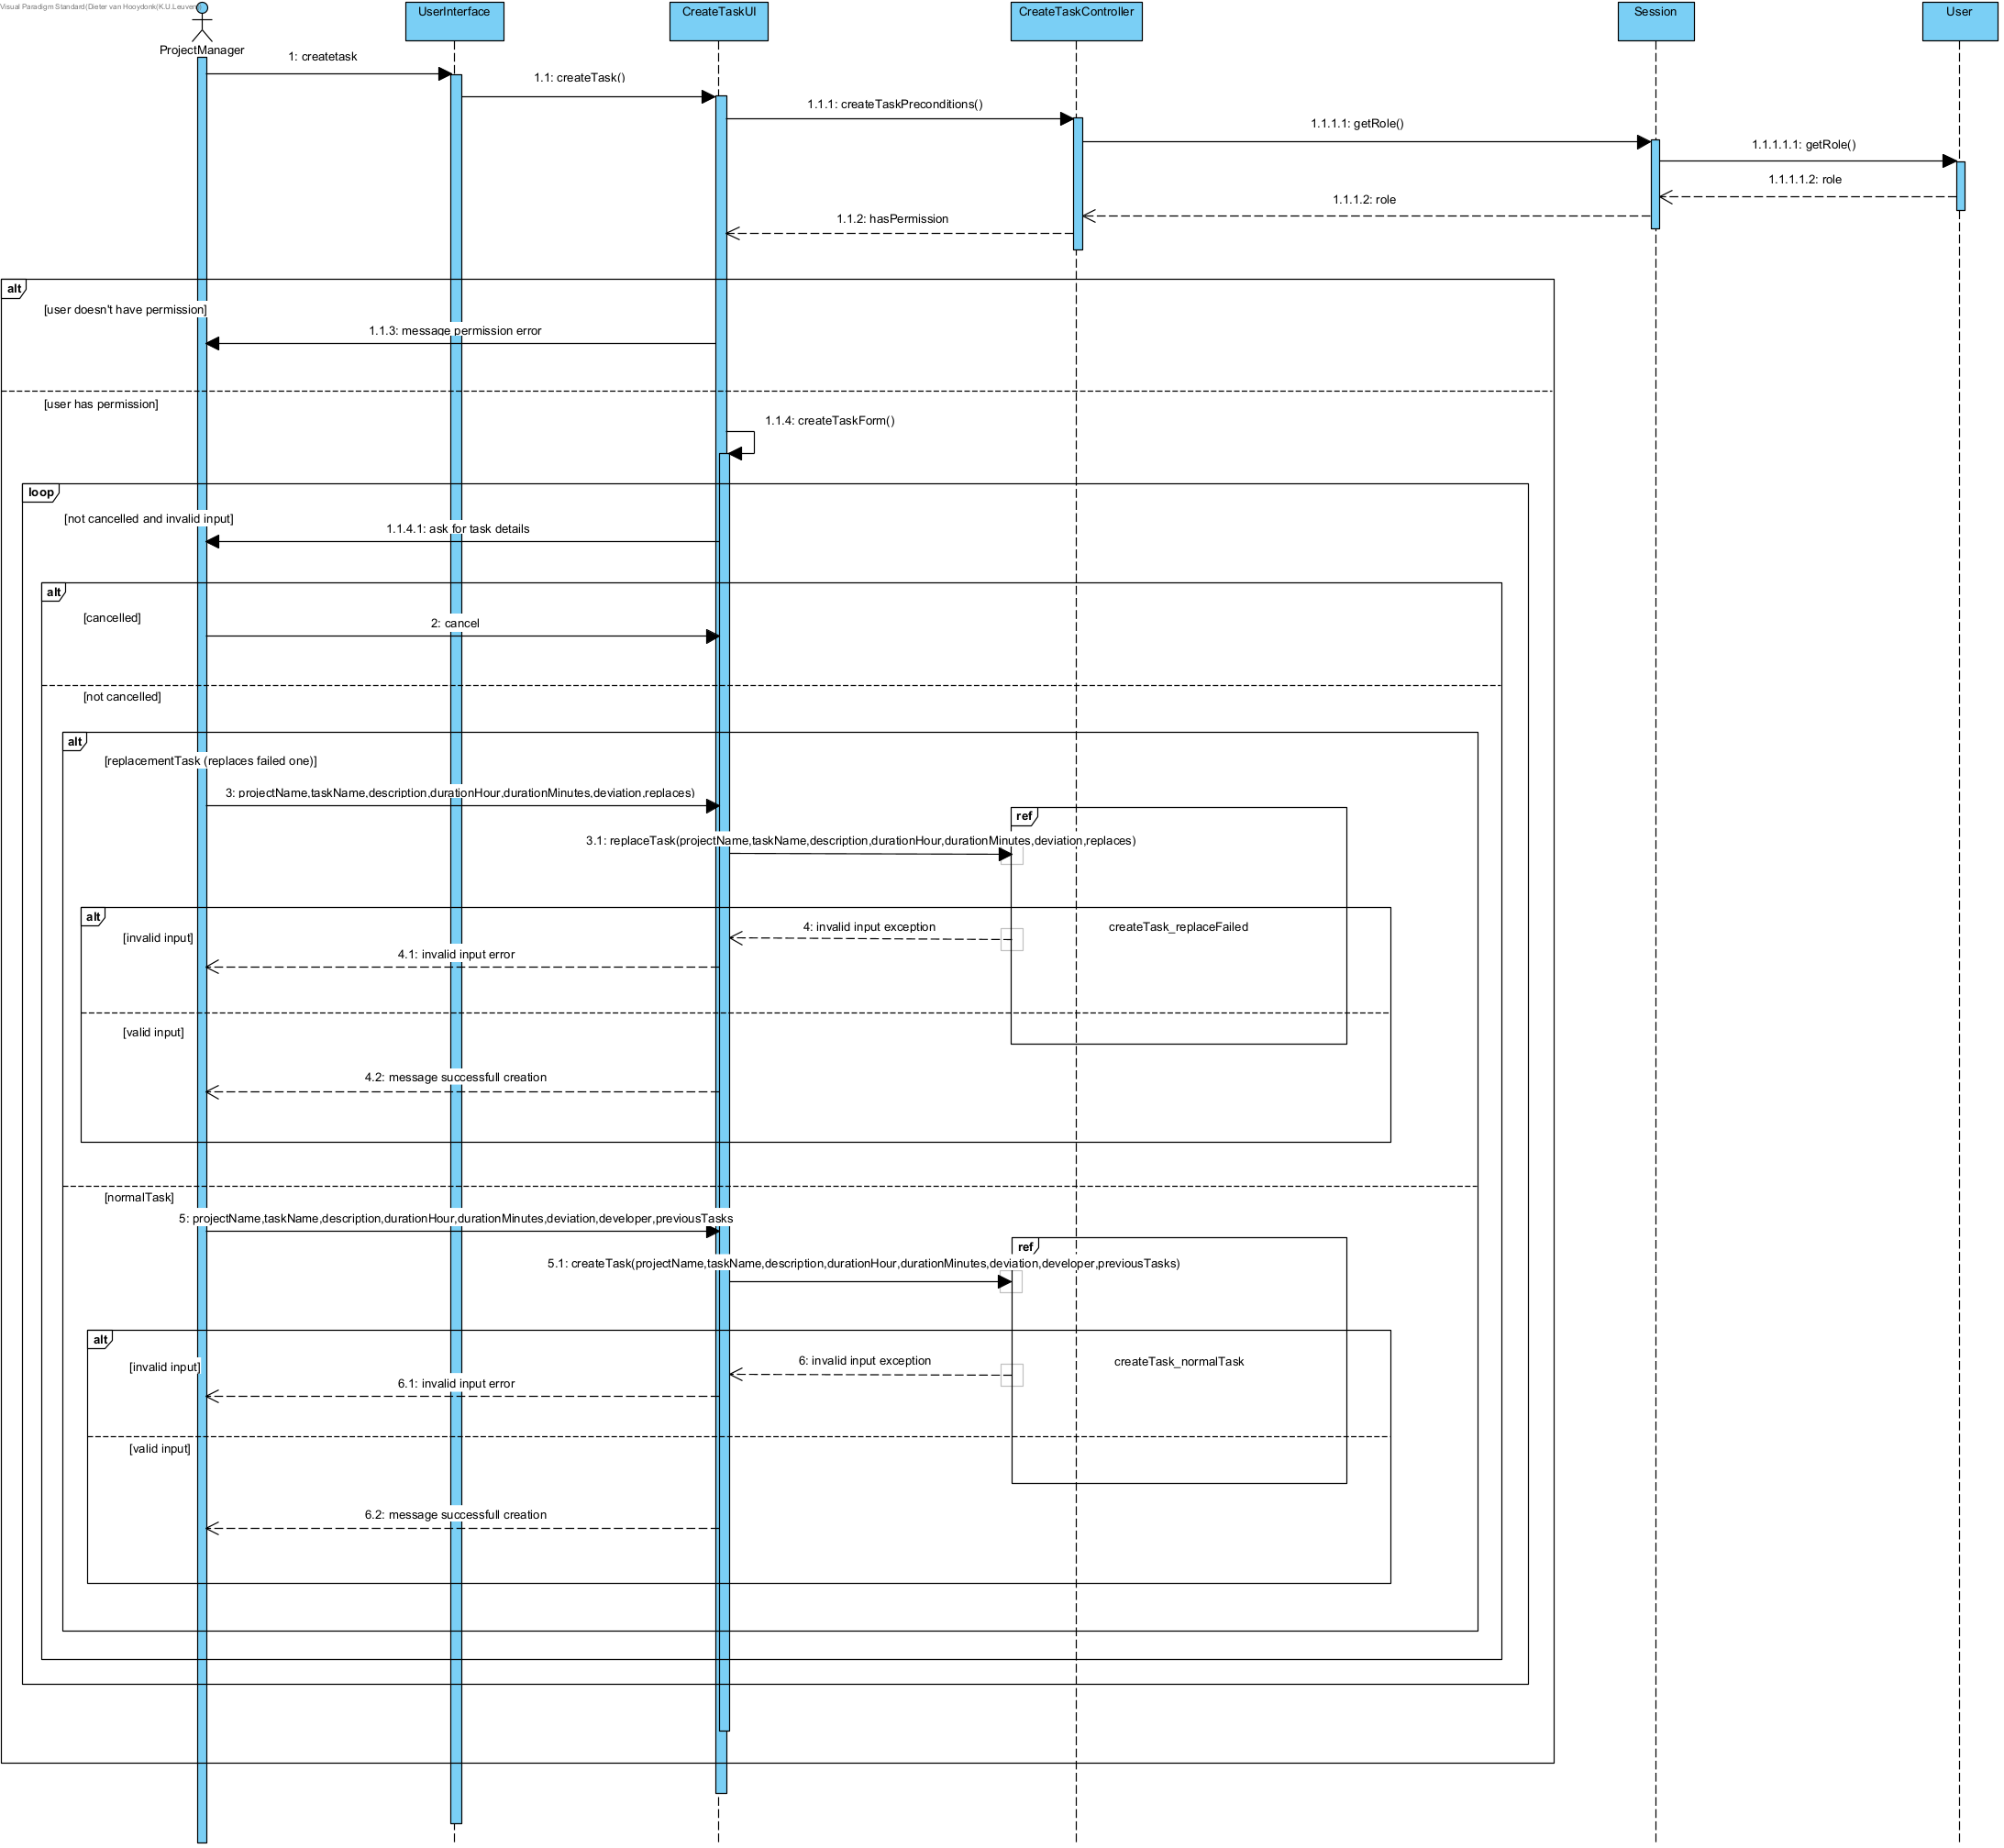 Visual Paradigm Standard(Dieter van Hooydonk(K.U.Leuven))
ProjectManager
UserInterface
CreateTaskUI
CreateTaskController
Session
User
1: createtask
1.1: createTask()
1.1.1: createTaskPreconditions()
1.1.1.1: getRole()
1.1.1.1.1: getRole()
1.1.1.1.2: role
1.1.1.2: role
1.1.2: hasPermission
alt
[user doesn't have permission]
1.1.3: message permission error
[user has permission]
1.1.4: createTaskForm()
loop
[not cancelled and invalid input]
1.1.4.1: ask for task details
alt
[cancelled]
2: cancel
[not cancelled]
alt
[replacementTask (replaces failed one)]
3: projectName,taskName,description,durationHour,durationMinutes,deviation,replaces)
ref
3.1: replaceTask(projectName,taskName,description,durationHour,durationMinutes,deviation,replaces)
alt
[invalid input]
4: invalid input exception
createTask_replaceFailed
4.1: invalid input error
[valid input]
4.2: message successfull creation
[normalTask]
5: projectName,taskName,description,durationHour,durationMinutes,deviation,developer,previousTasks
ref
5.1: createTask(projectName,taskName,description,durationHour,durationMinutes,deviation,developer,previousTasks)
alt
[invalid input]
6: invalid input exception
createTask_normalTask
6.1: invalid input error
[valid input]
6.2: message successfull creation